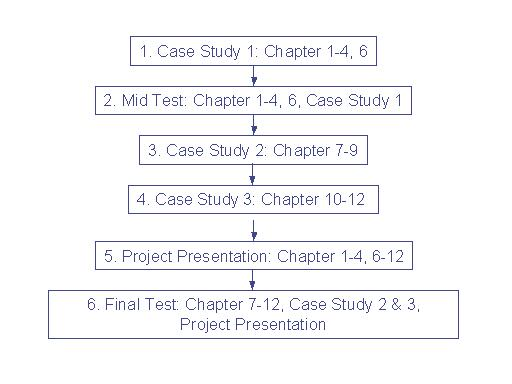 1. Case Study 1: Chapter 1-4, 6
2. Mid Test: Chapter 1-4, 6, Case Study 1
3. Case Study 2: Chapter 7-9
4. Case Study 3: Chapter 10-12
5. Project Presentation: Chapter 1-4, 6-12
6. Final Test: Chapter 7-12, Case Study 2 & 3,
Project Presentation